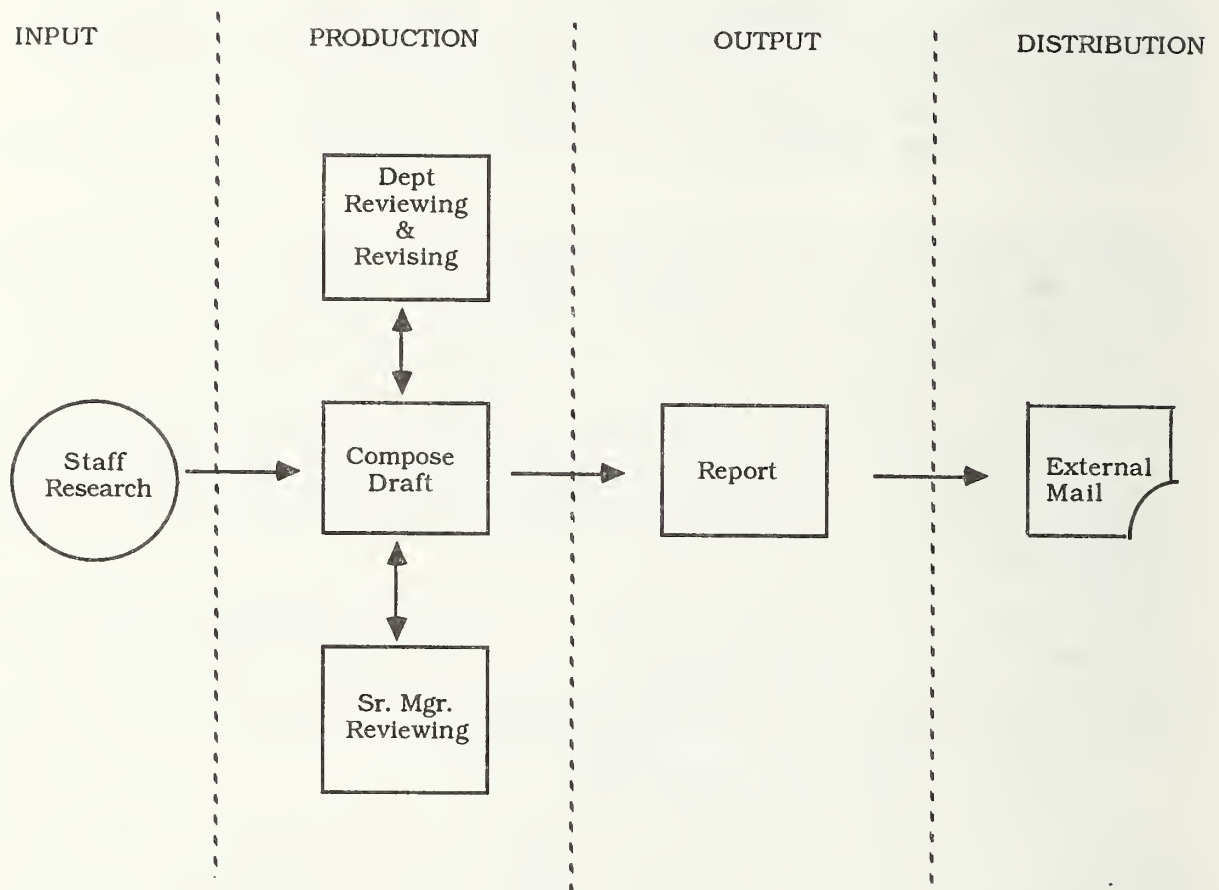 INPUT
PRODUCTION
OUTPUT
DISTRIBUTION
Dept
Reviewing
&
Revising
Staff
Research
Compose
Draft
Report
External
Mail
Sr. Mgr.
Reviewing